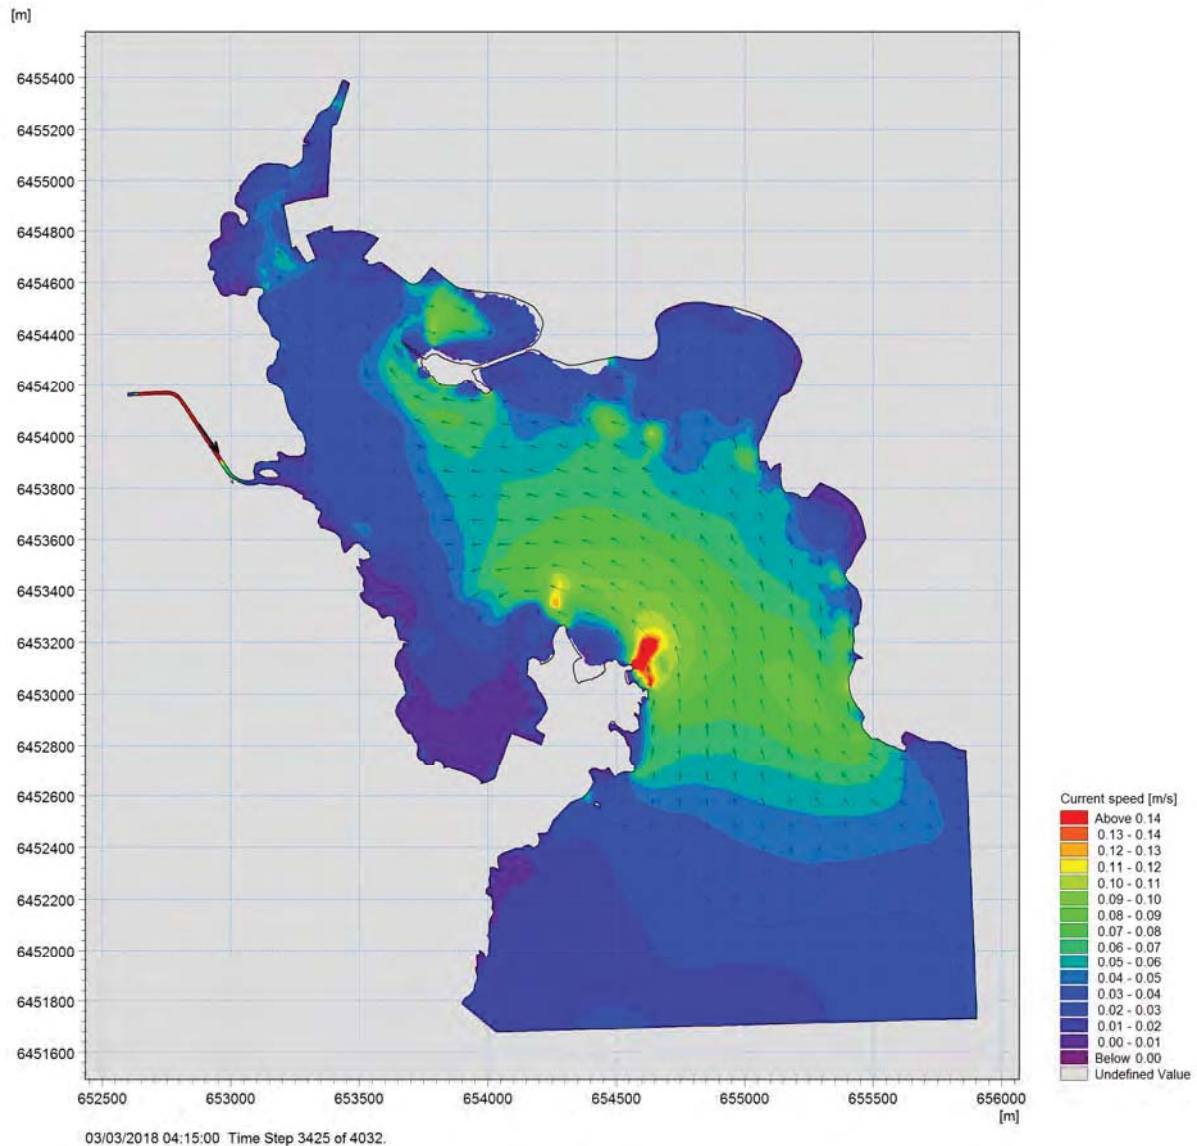 [m]
6455400
6455200
6455000
6454800
6454600
6454400
6454200
6454000
6453800
6453600
6453400
6453200
6453000
6452800
6452600
6452400
6452200
6452000
6451800
6451600
652500 653000 653500 654000 654500 655000 655500 656000
[m]
Current speed [m/s]
Above 0.14
0.13 - 0.14
0.12 - 0.13
0.11 - 0.12
0.10 - 0.11
0.09 - 0.10
0.08 - 0.09
0.07 - 0.08
0.06 - 0.07
0.05 - 0.06
0.04 - 0.05
0.03 - 0.04
0.02 - 0.03
0.01 - 0.02
0.00 - 0.01
Below 0.00
Undefined Value
03/03/2018 04:15:00 Time Step 3425 of 4032.